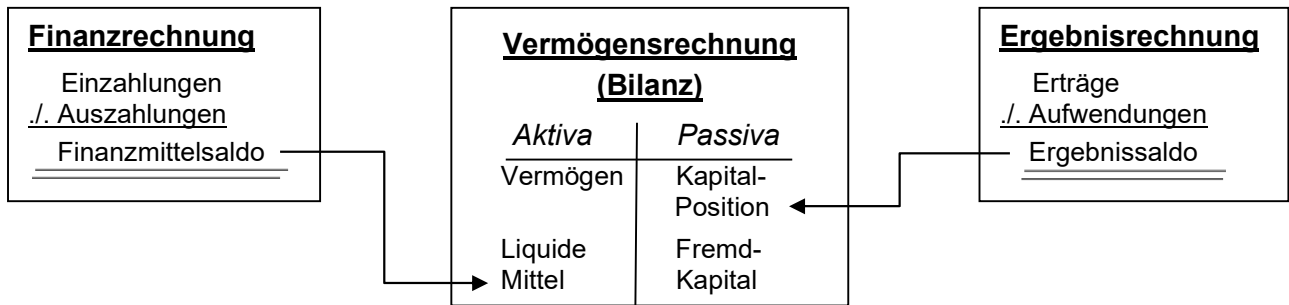 Finanzrechnung
Einzahlungen
./. Auszahlungen
Finanzmittelsaldo
Vermögensrechnung
(Bilanz)
Aktiva Passiva
Vermögen Kapital-
Position
Liquide Fremd-
Mittel Kapital
Ergebnisrechnung
Erträge
./. Aufwendungen
Ergebnissaldo